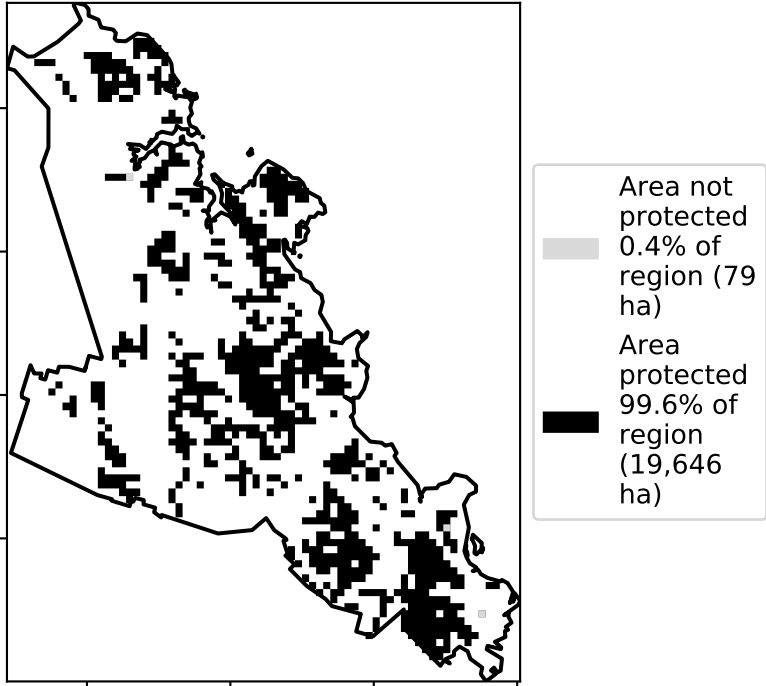 Area not
protected
0.4% of
region (79
ha)
Area
protected
99.6% of
region
(19,646
ha)